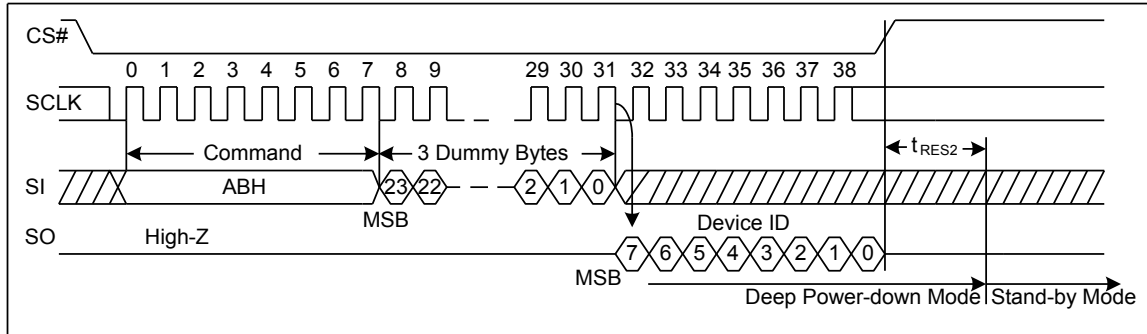 CS#
0 1 2 3 4 5 6 7 8 9 29 30 31 32 33 34 35 36 37 38
SCLK
Command 3 Dummy Bytes tRES2
SI ABH 23 22 2 1 0
MSB Device ID
SO High-Z
7 6 5 4 3 2 1 0
MSB
Deep Power-down Mode Stand-by Mode